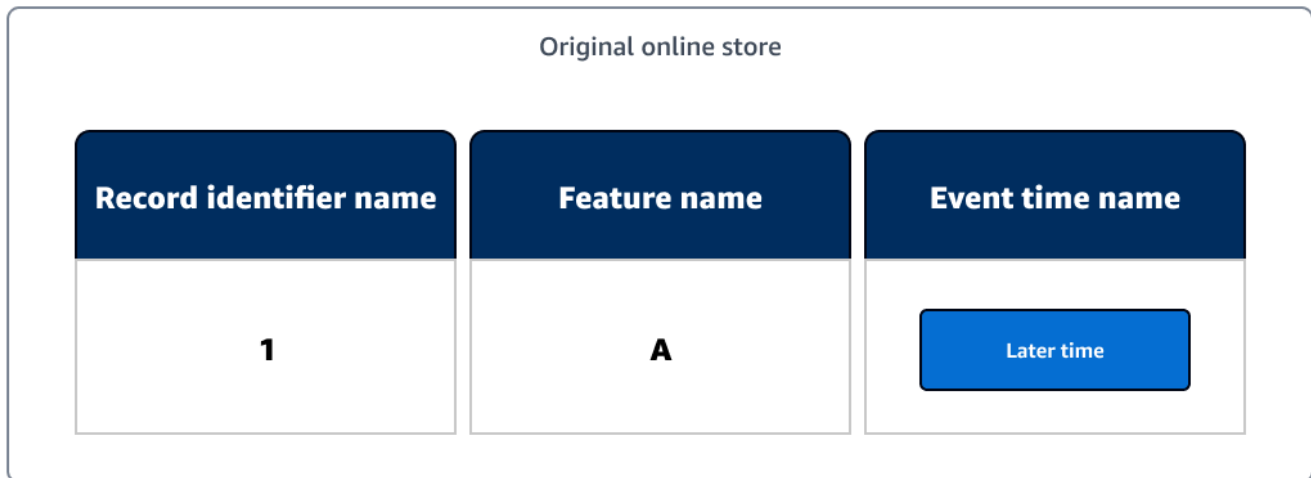 Original online store
Record identifier name Feature name Event time name
1 A Later time